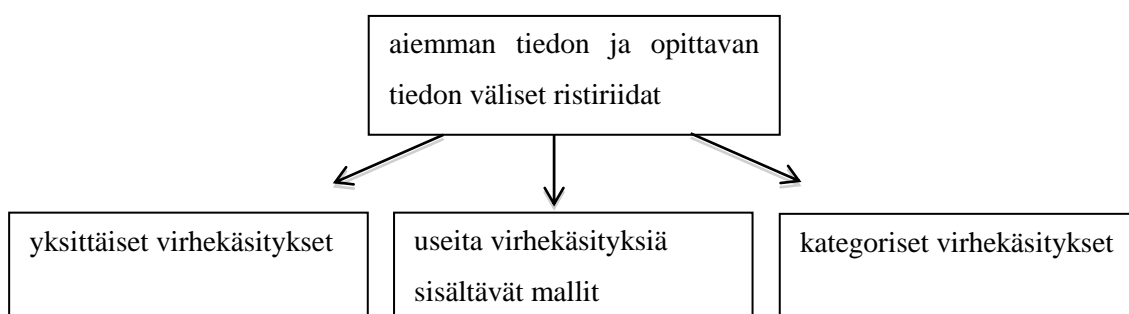 aiemman tiedon ja opittavan
tiedon väliset ristiriidat
yksittäiset virhekäsitykset
useita virhekäsityksiä
sisältävät mallit
kategoriset virhekäsitykset